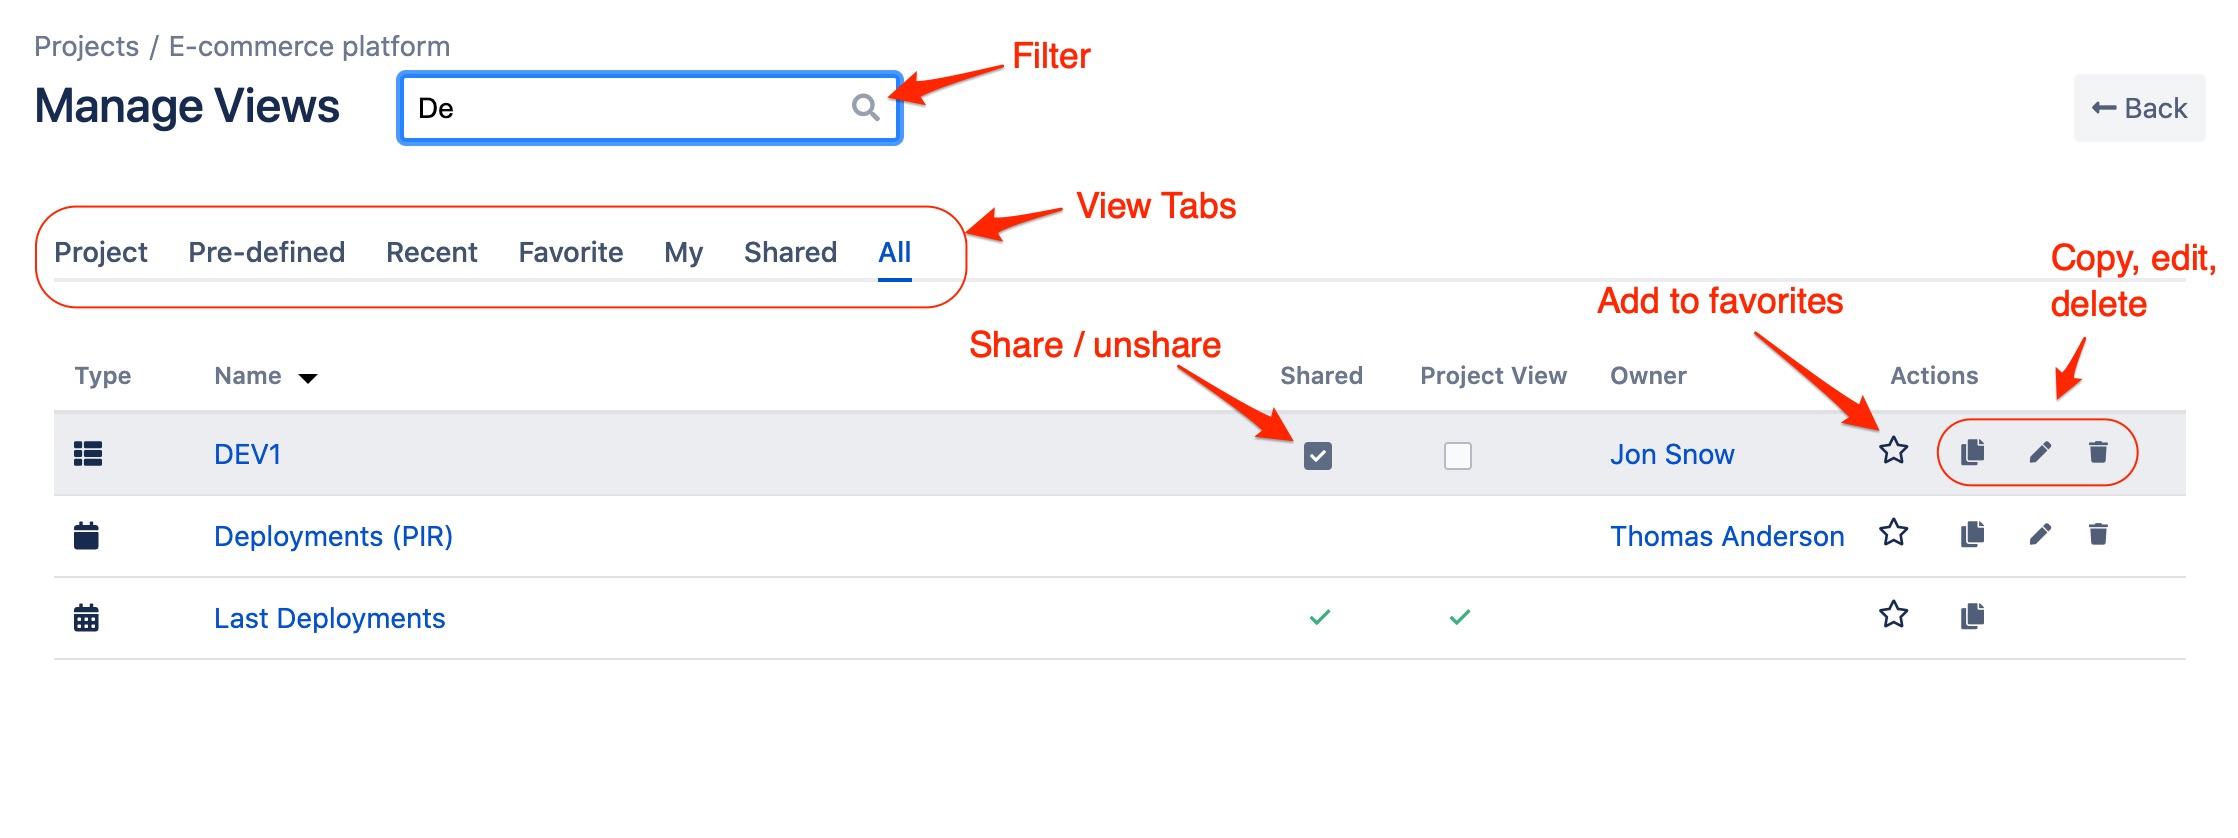 Projects / E-commerce platform
Filter
Manage Views
De
Back
View Tabs
Project Pre-defined Recent Favorite My Shared All
Copy, edit,
delete
Add to favorites
Share / unshare
Type Name Shared Project View Owner Actions
DEV1 Jon Snow
Deployments (PIR) Thomas Anderson
Last Deployments